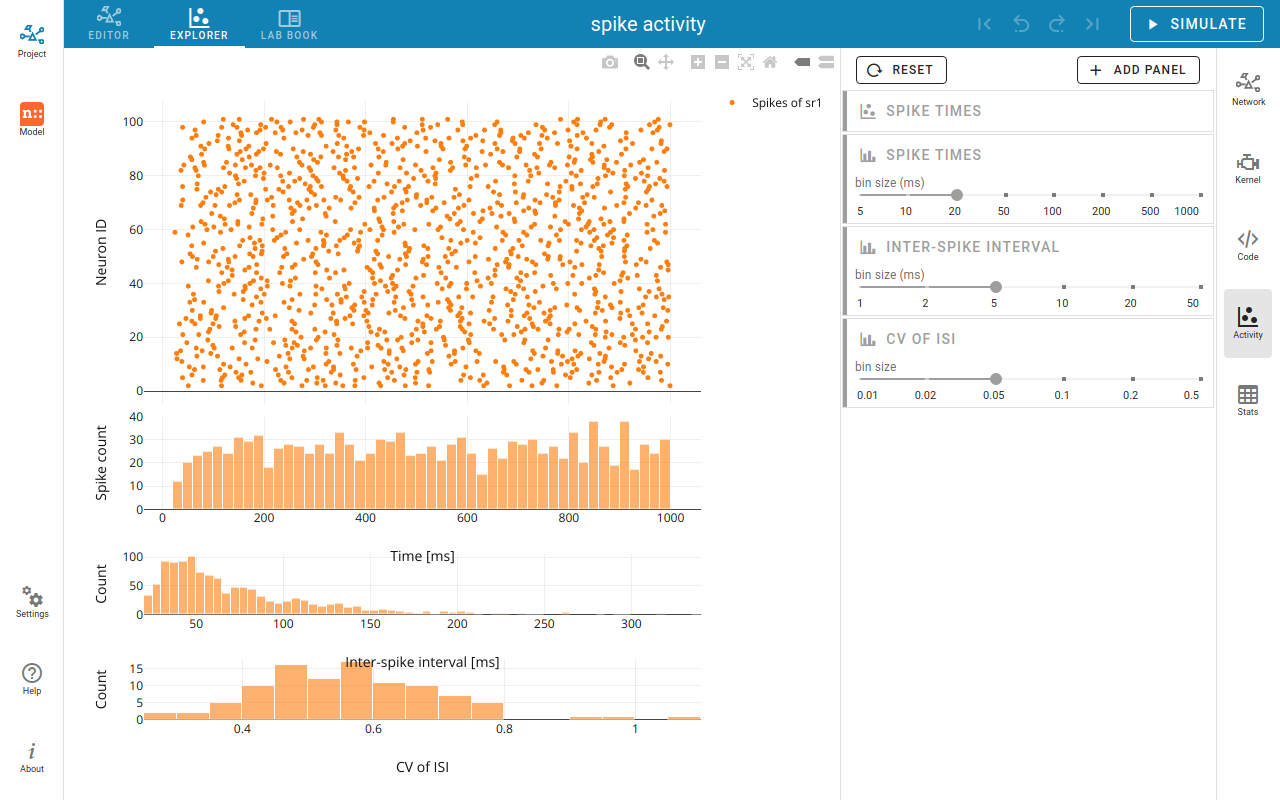 Project
EDITOR
EXPLORER
LAB BOOK
spike activity
SIMULATE
n::
Model
Settings
Help
i
About
Spikes of sr1
Neuron ID
100
80
60
40
20
0
Spike count
40
30
20
10
0
0 200 400 600 800 1000
Time [ms]
Count
100
50
0
50 100 150 200 250 300
Inter-spike interval [ms]
Count
15
10
5
0
0.4 0.6 0.8 1
CV of ISI
RESET
ADD PANEL
SPIKE TIMES
SPIKE TIMES
bin size (ms)
5 10 20 50 100 200 500 1000
INTER-SPIKE INTERVAL
bin size (ms)
1 2 5 10 20 50
CV OF ISI
bin size
0.01 0.02 0.05 0.1 0.2 0.5
Network
Kernel
Code
Activity
Stats